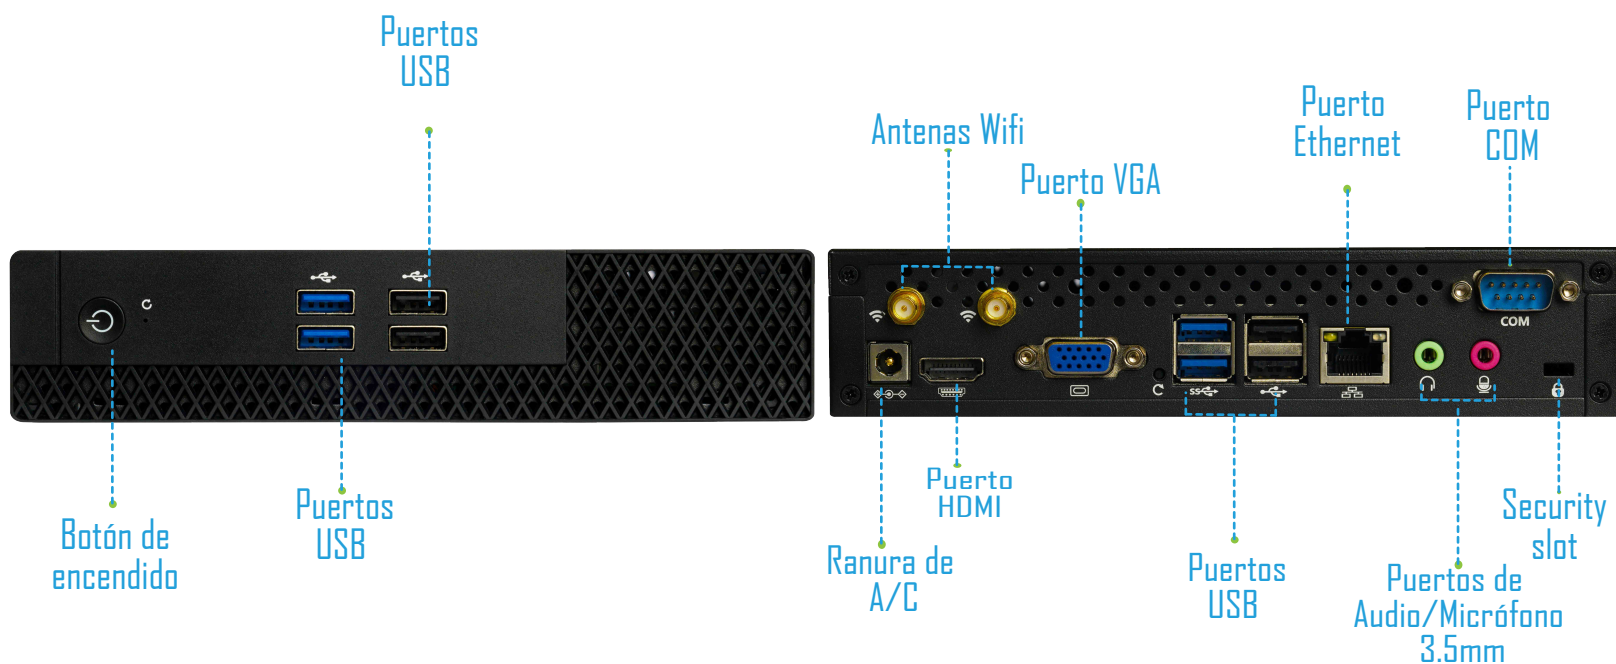 Puertos
USB
Botón de
encendido
Puertos
USB
Antenas Wifi
Puerto VGA
Puerto
Ethernet
Puerto
COM
COM
SS
Puerto
HDMI
Ranura de
A/C
Puertos
USB
Puertos de
Audio/Micrófono
3.5mm
Security
slot